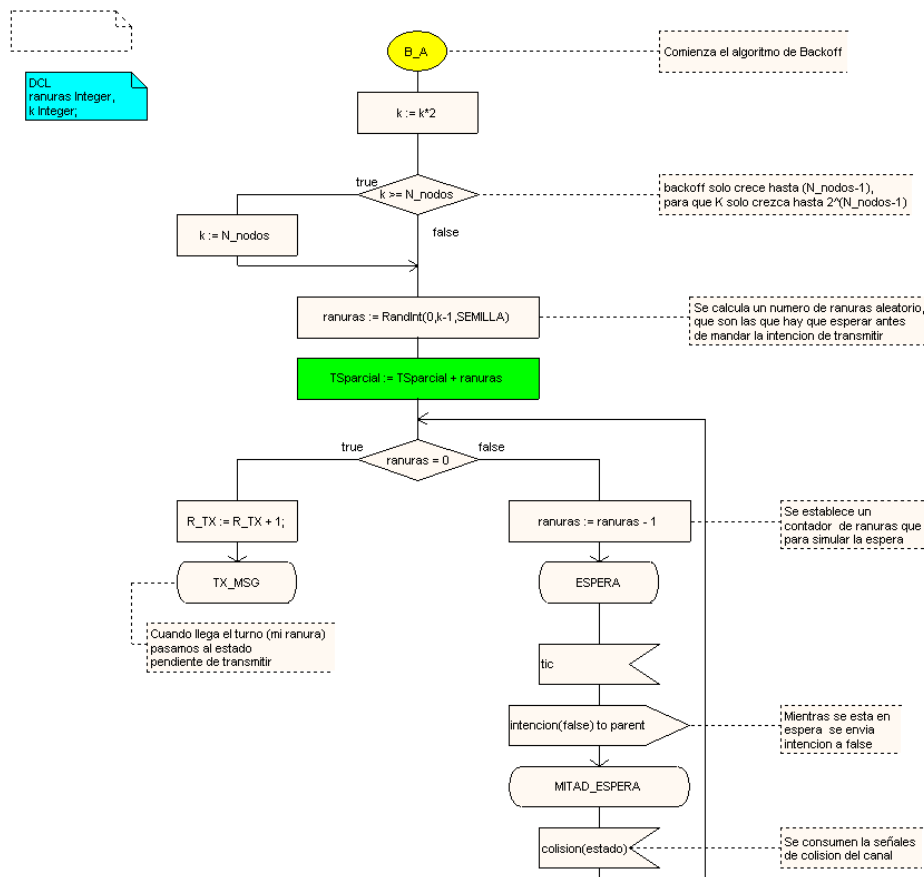 B_A
Comienza el algoritmo de Backoff
DCL
ranuras Integer,
k Integer;
k := k*2
true
k >= N_nodos
backoff solo crece hasta (N_nodos-1),
para que K solo crezca hasta 2^(N_nodos-1)
k := N_nodos
false
ranuras := RandInt(0,k-1,SEMILLA)
Se calcula un numero de ranuras aleatorio,
que son las que hay que esperar antes
de mandar la intencion de transmitir
TSparcial := TSparcial + ranuras
true
false
ranuras = 0
R_TX := R_TX + 1;
ranuras := ranuras - 1
Se establece un
contador de ranuras que
para simular la espera
TX_MSG
ESPERA
Cuando llega el turno (mi ranura)
pasamos al estado
pendiente de transmitir
tic
intencion(false) to parent
Mientras se esta en
espera se envia
intencion a false
MITAD_ESPERA
colision(estado)
Se consumen la señales
de colision del canal